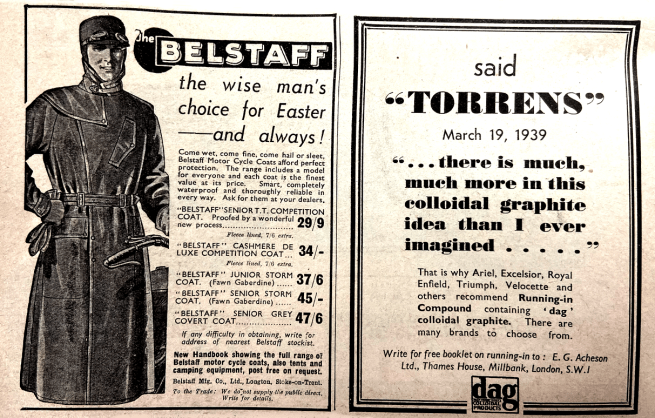 The BELSTAFF
the wise man's
choice for Easter
—and always!
Come wet, come fine, come hail or sleet,
Belstaff Motor Cycle Coats afford perfect
protection. The range includes a model
for everyone and each coat is the finest
value at its price. Smart, completely
waterproof and thoroughly reliable in
every way. Ask for them at your dealers.
"BELSTAFF" SENIOR T.T. COMPETITION
COAT. Proofed by a wonderful
new process.................... 29/9
Fleece lined, 7/6 extra.
"BELSTAFF" CASHMERE DE
LUXE COMPETITION COAT... 34/-
Fleece lined, 7/6 extra.
"BELSTAFF" JUNIOR STORM
COAT. (Fawn Gaberdine)...... 37/6
"BELSTAFF" SENIOR STORM
COAT. (Fawn Gaberdine)...... 45/-
"BELSTAFF" SENIOR GREY
COVERT COAT.................. 47/6
If any difficulty in obtaining, write for
address of nearest Belstaff stockist.
New Handbook showing the full range of
Belstaff motor cycle coats, also tents and
camping equipment, post free on request.
Belstaff Mfg. Co., Ltd., Longton, Stoke-on-Trent.
To the Trade: We do not supply the public direct.
Write for details.
said
"TORRENS"
March 19, 1939
"...there is much,
much more in this
colloidal graphite
idea than I ever
imagined ....."
That is why Ariel, Excelsior, Royal
Enfield, Triumph, Velocette and
others recommend Running-in
Compound containing 'dag'
colloidal graphite. There are
many brands to choose from.
Write for free booklet on running-in to: E. G. Acheson
Ltd., Thames House, Millbank, London, S.W.1
dag
COLLOIDAL
PRODUCTS